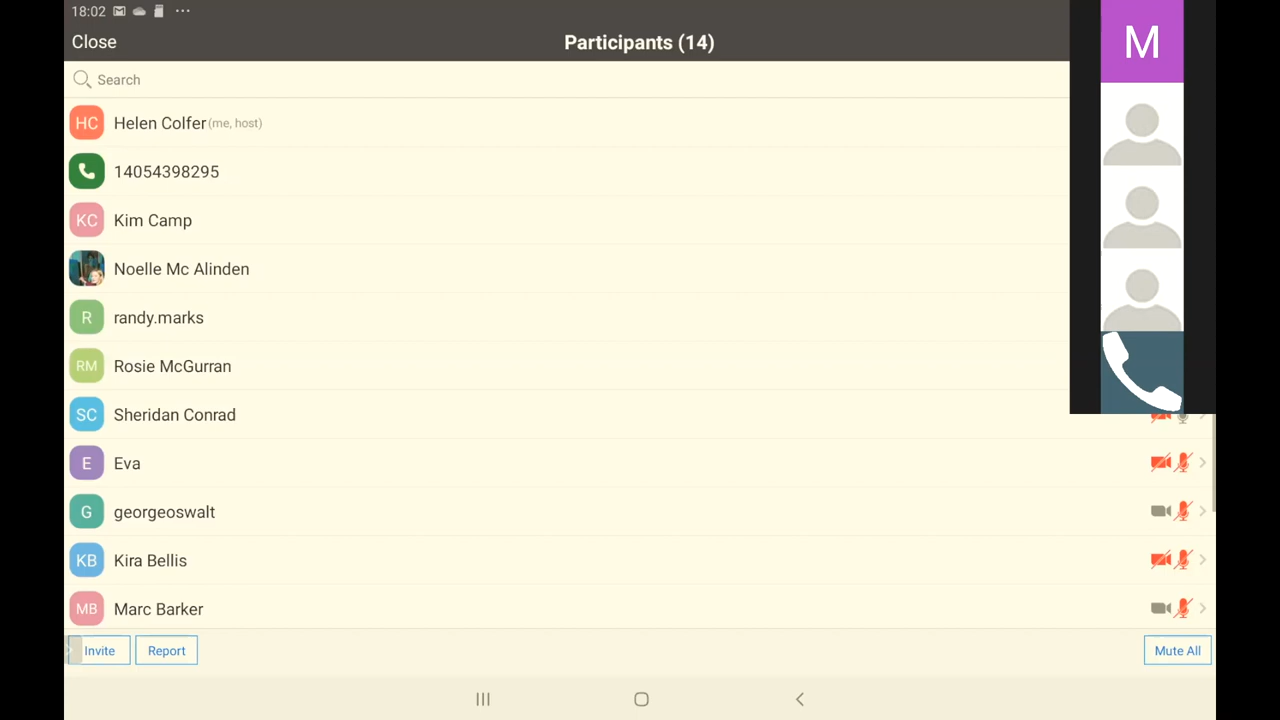 18:02
Close
Participants (14)
M
Search
HC Helen Colfer (me, host)
14054398295
KC Kim Camp
Noelle Mc Alinden
R randy.marks
RM Rosie McGurran
SC Sheridan Conrad
E Eva
G georgeoswalt
KB Kira Bellis
MB Marc Barker
Invite Report Mute All